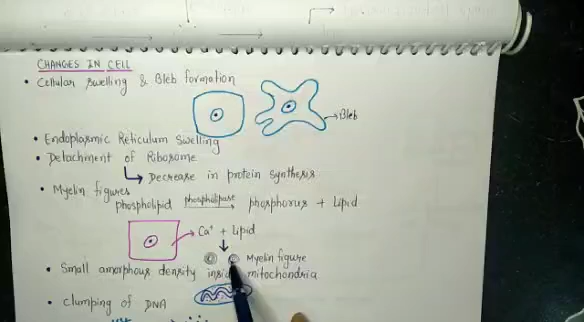 CHANGES IN CELL
• Cellular Swelling & Bleb formation
Bleb
• Endoplasmic Reticulum Swelling
• Detachment of Ribosome
Decrease in protein synthesis
• Myelin figures
phospholipid phospholipase phosphorus + Lipid
Ca⁺ + Lipid
Myelin figure
• Small amorphous density inside mitochondria
• Clumping of DNA